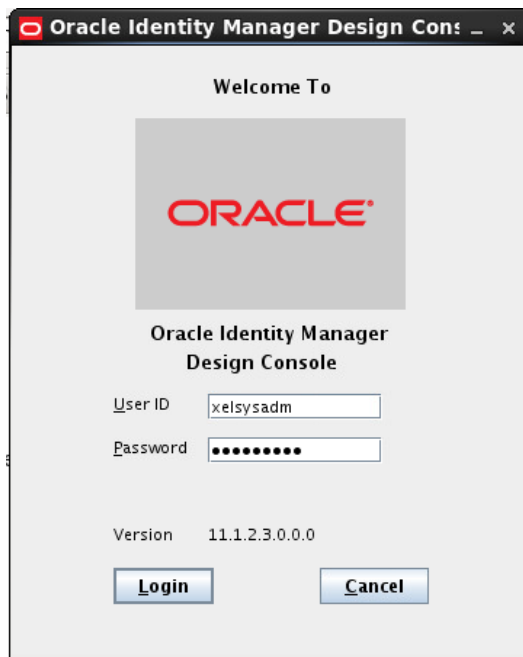 Oracle Identity Manager Design Cons
Welcome To
ORACLE®
Oracle Identity Manager
Design Console
User ID xelsysadm
Password •••••••••
Version 11.1.2.3.0.0.0
Login Cancel